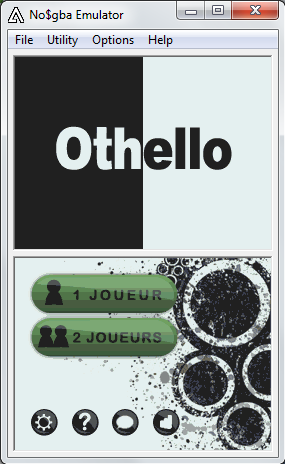 No$gba Emulator
File Utility Options Help
Othello
1 JOUEUR
2 JOUEURS
?